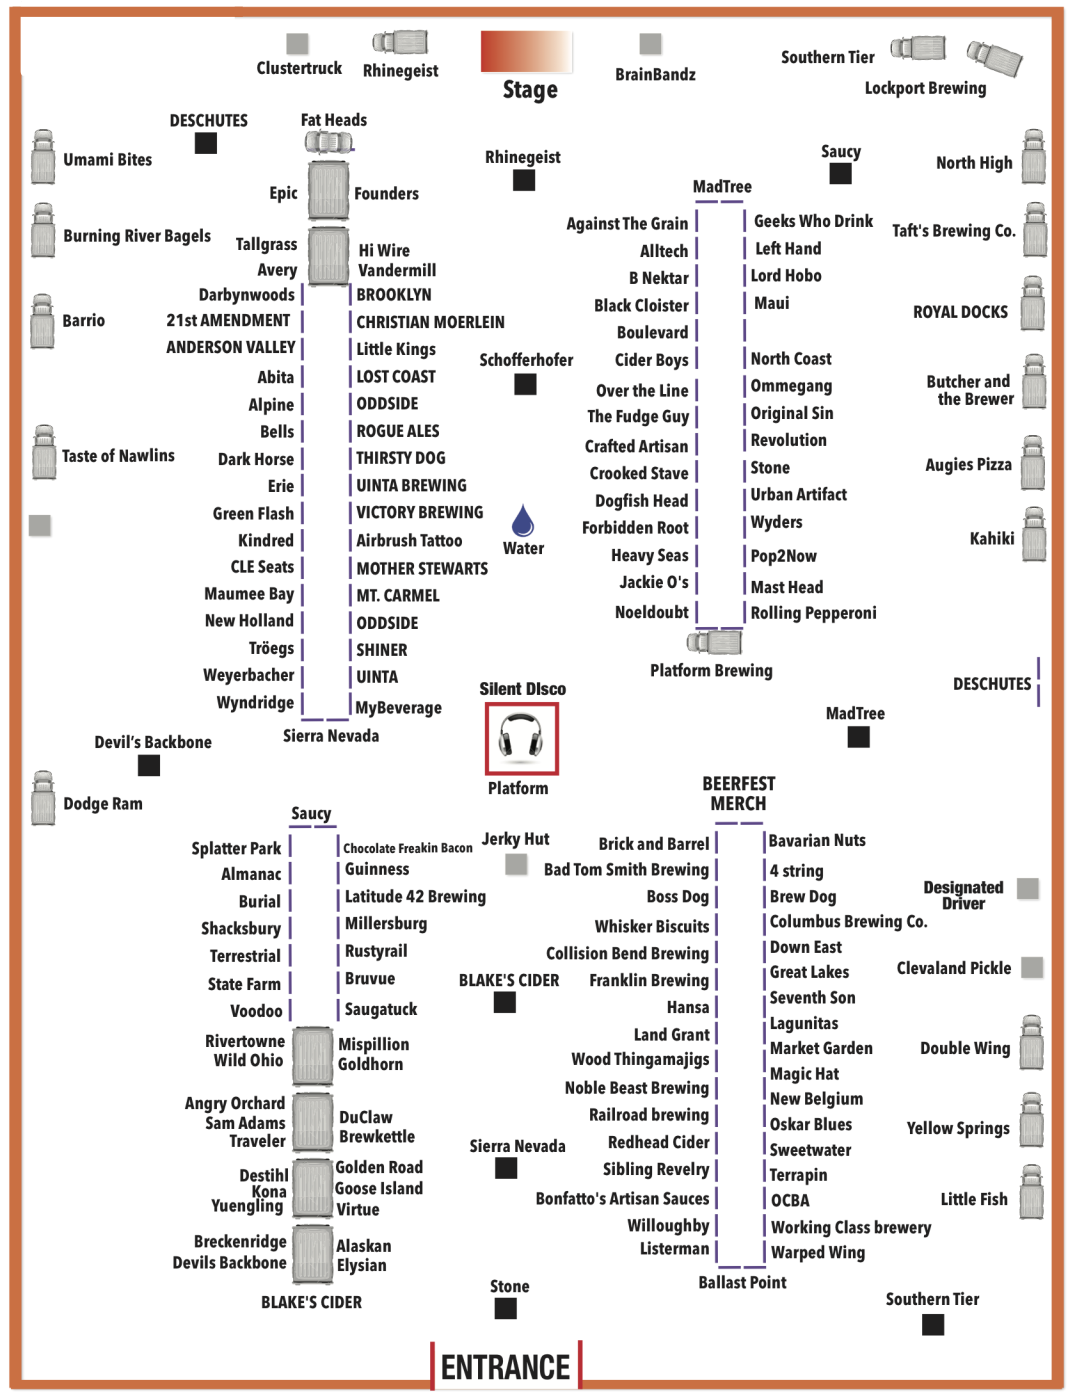 Clustertruck
Rhinegeist
Stage
BrainBandz
Southern Tier
Lockport Brewing
DESCHUTES
Fat Heads
Umami Bites
Rhinegeist
Saucy
North High
Epic
Founders
MadTree
Burning River Bagels
Tallgrass
Avery
Hi Wire
Vandermill
Taft's Brewing Co.
Barrio
ROYAL DOCKS
Darbynwoods
21st AMENDMENT
ANDERSON VALLEY
Abita
Alpine
Bells
Dark Horse
Erie
Green Flash
Kindred
CLE Seats
Maumee Bay
New Holland
Tröegs
Weyerbacher
Wyndridge
BROOKLYN
CHRISTIAN MOERLEIN
Little Kings
LOST COAST
ODDSIDE
ROGUE ALES
THIRSTY DOG
UINTA BREWING
VICTORY BREWING
Airbrush Tattoo
MOTHER STEWARTS
MT. CARMEL
ODDSIDE
SHINER
UINTA
MyBeverage
Sierra Nevada
Schofferhofer
Water
Silent DIsco
Platform
Against The Grain
Alltech
B Nektar
Black Cloister
Boulevard
Cider Boys
Over the Line
The Fudge Guy
Crafted Artisan
Crooked Stave
Dogfish Head
Forbidden Root
Heavy Seas
Jackie O's
Noeldoubt
Geeks Who Drink
Left Hand
Lord Hobo
Maui
North Coast
Ommegang
Original Sin
Revolution
Stone
Urban Artifact
Wyders
Pop2Now
Mast Head
Rolling Pepperoni
Platform Brewing
Butcher and
the Brewer
Augies Pizza
Kahiki
DESCHUTES
MadTree
Taste of Nawlins
Devil's Backbone
Dodge Ram
Saucy
Splatter Park
Almanac
Burial
Shacksbury
Terrestrial
State Farm
Voodoo
Rivertowne
Wild Ohio
Angry Orchard
Sam Adams
Traveler
Destihl
Kona
Yuengling
Breckenridge
Devils Backbone
Chocolate Freakin Bacon
Guinness
Latitude 42 Brewing
Millersburg
Rustyrail
Bruvue
Saugatuck
Mispillion
Goldhorn
DuClaw
Brewkettle
Golden Road
Goose Island
Virtue
Alaskan
Elysian
BLAKE'S CIDER
Jerky Hut
BLAKE'S CIDER
Sierra Nevada
Stone
BEERFEST
MERCH
Brick and Barrel
Bad Tom Smith Brewing
Boss Dog
Whisker Biscuits
Collision Bend Brewing
Franklin Brewing
Hansa
Land Grant
Wood Thingamajigs
Noble Beast Brewing
Railroad brewing
Redhead Cider
Sibling Revelry
Bonfatto's Artisan Sauces
Willoughby
Listerman
Bavarian Nuts
4 string
Brew Dog
Columbus Brewing Co.
Down East
Great Lakes
Seventh Son
Lagunitas
Market Garden
Magic Hat
New Belgium
Oskar Blues
Sweetwater
Terrapin
OCBA
Working Class brewery
Warped Wing
Ballast Point
Designated
Driver
Clevaland Pickle
Double Wing
Yellow Springs
Little Fish
Southern Tier
ENTRANCE